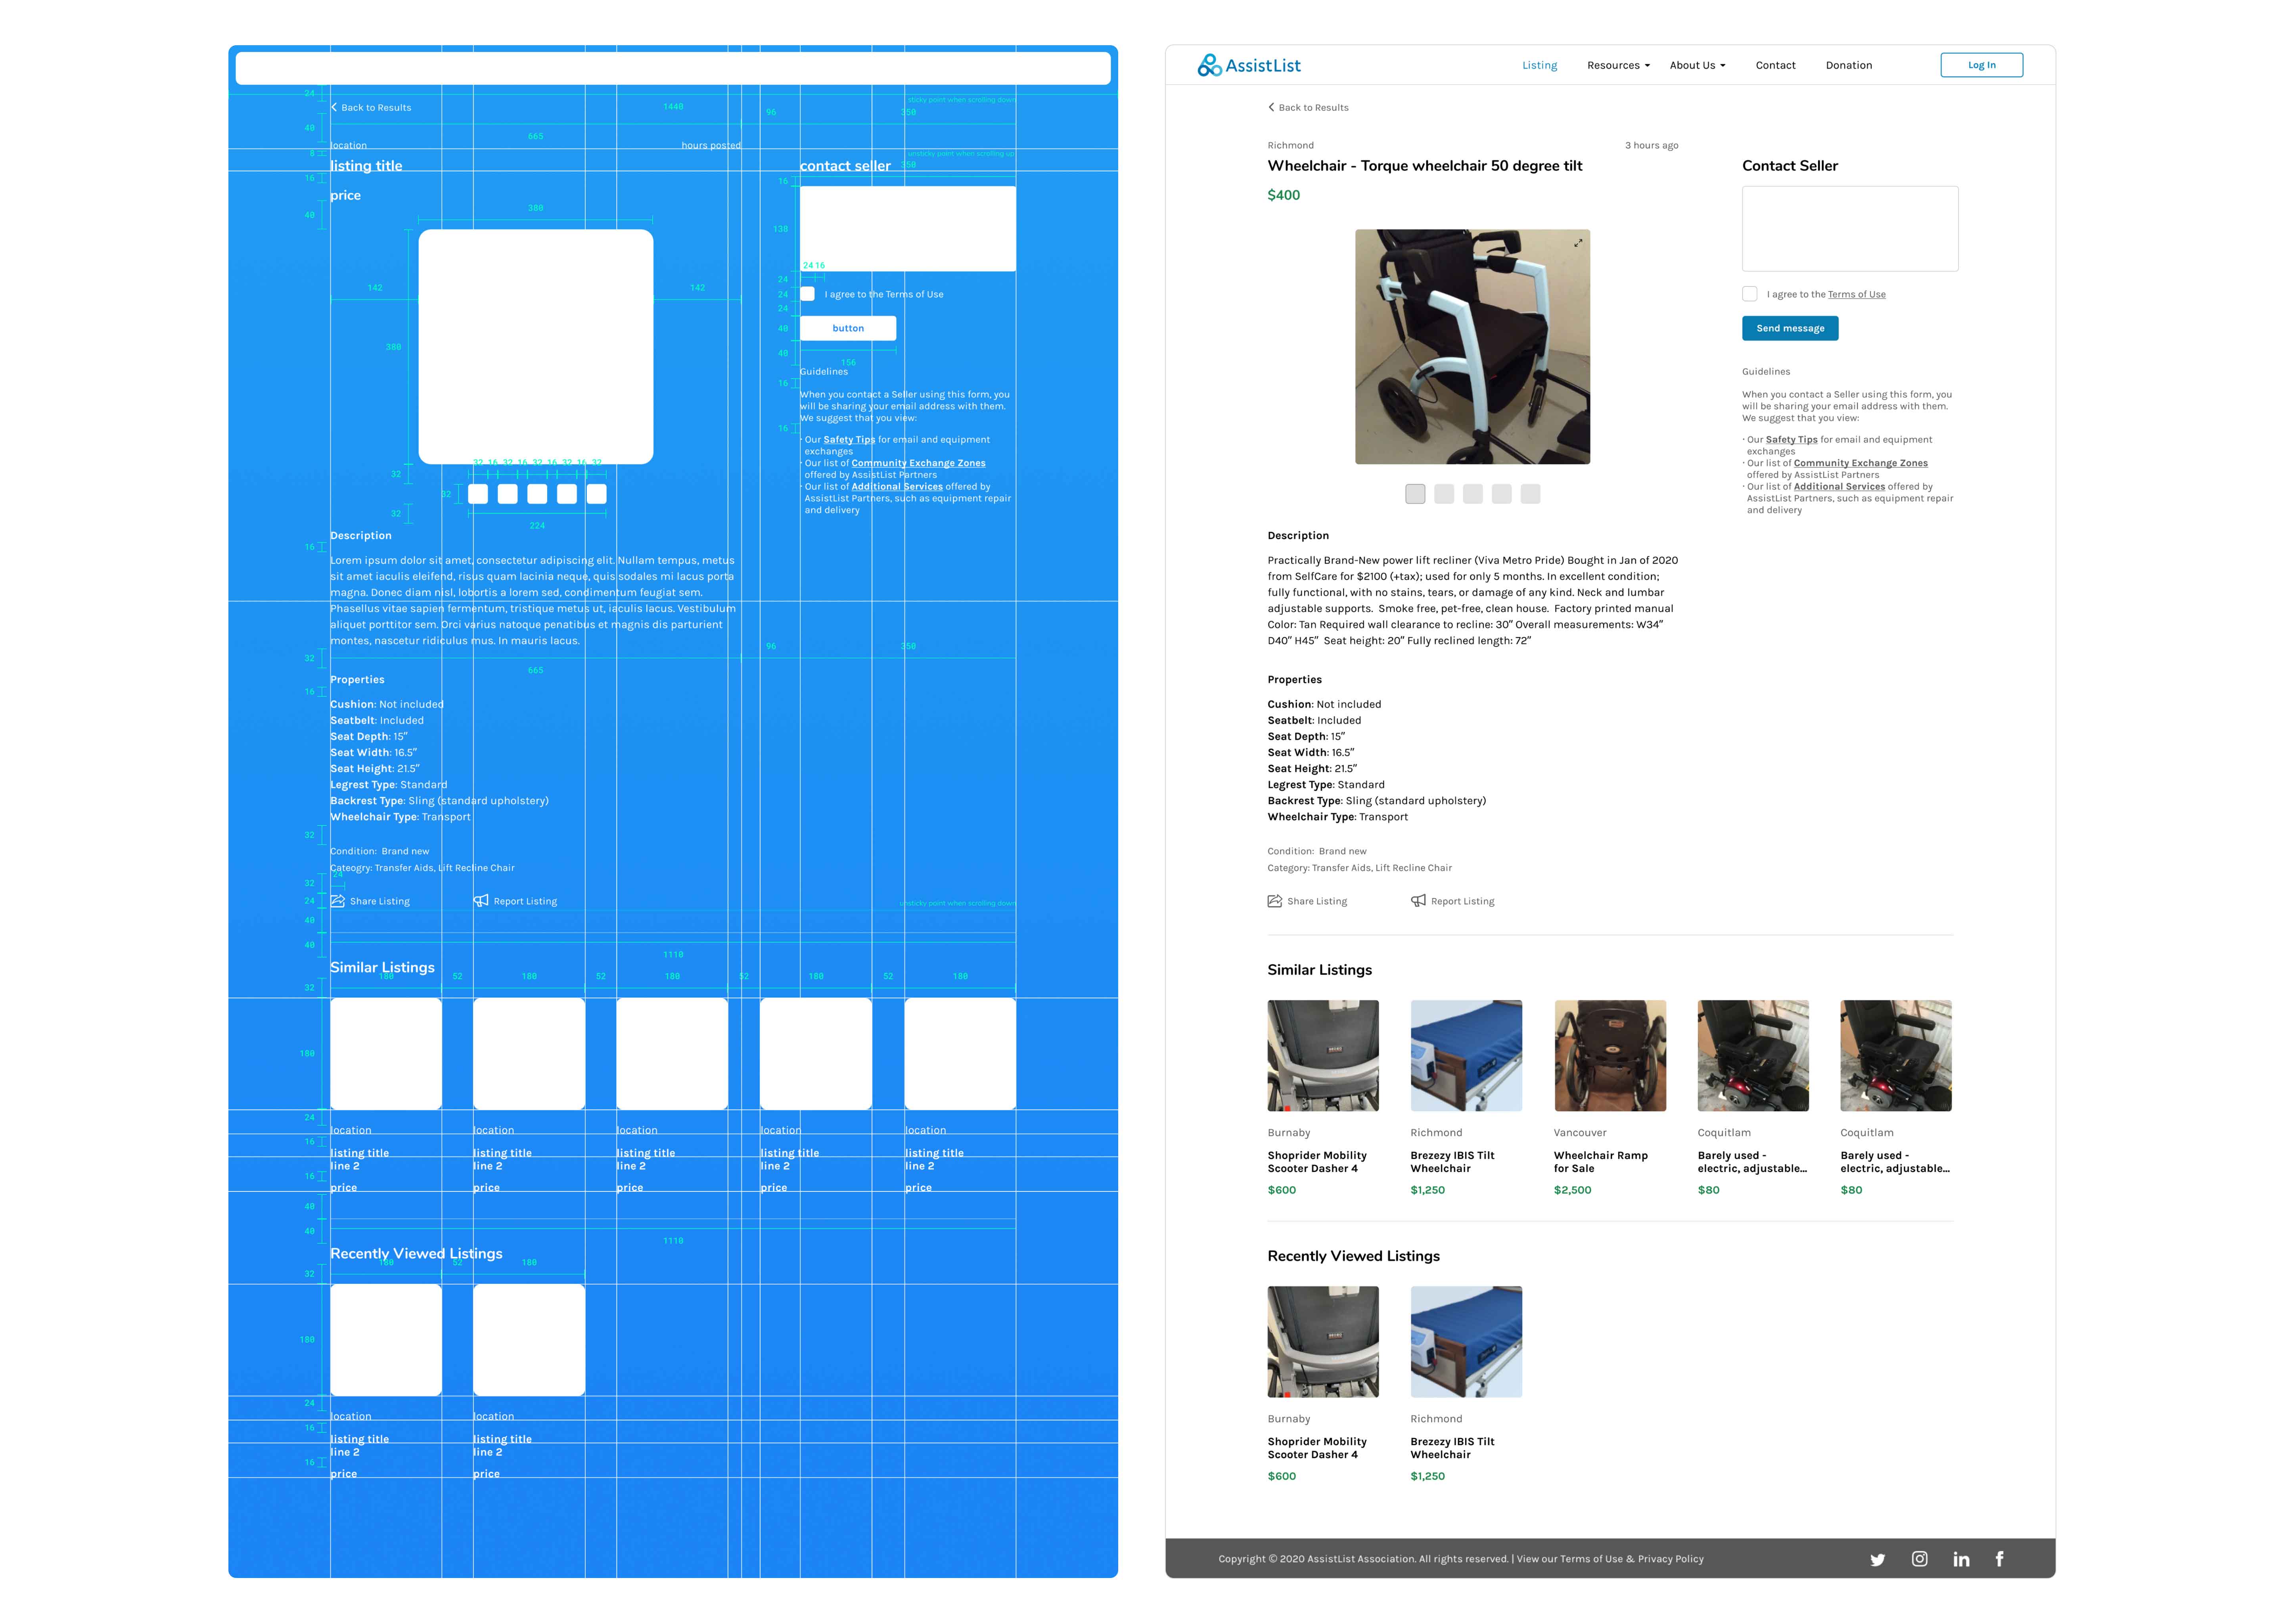 24
Back to Results
1440
sticky point when scrolling down
96
350
40
665
location
hours posted
8
unsticky point when scrolling up
listing title
contact seller
350
16
16
price
40
380
138
142
142
24 16
24
24
I agree to the Terms of Use
24
40
button
380
40
156
Guidelines
16
When you contact a Seller using this form, you
will be sharing your email address with them.
We suggest that you view:
16
· Our Safety Tips for email and equipment
exchanges
· Our list of Community Exchange Zones
offered by AssistList Partners
· Our list of Additional Services offered by
AssistList Partners, such as equipment repair
and delivery
32 16 32 16 32 16 32 16 32
32
32
32
224
Description
16
Lorem ipsum dolor sit amet, consectetur adipiscing elit. Nullam tempus, metus
sit amet iaculis eleifend, risus quam lacinia neque, quis sodales mi lacus porta
magna. Donec diam nisl, lobortis a lorem sed, condimentum feugiat sem.
Phasellus vitae sapien fermentum, tristique metus ut, iaculis lacus. Vestibulum
aliquet porttitor sem. Orci varius natoque penatibus et magnis dis parturient
montes, nascetur ridiculus mus. In mauris lacus.
96
350
32
665
Properties
16
Cushion: Not included
Seatbelt: Included
Seat Depth: 15″
Seat Width: 16.5″
Seat Height: 21.5″
Legrest Type: Standard
Backrest Type: Sling (standard upholstery)
Wheelchair Type: Transport
32
Condition: Brand new
Cateogry: Transfer Aids, Lift Recline Chair
24
32
24
Share Listing
Report Listing
unsticky point when scrolling down
40
40
1110
Similar Listings
180 52 180 52 180 52 180 52 180
32
180
24
location location location location location
16
listing title listing title listing title listing title listing title
line 2 line 2 line 2 line 2 line 2
16
price price price price price
40
40
1110
Recently Viewed Listings
180 52 180
32
180
24
location location
16
listing title listing title
line 2 line 2
16
price price
AssistList
Listing
Resources
About Us
Contact
Donation
Log In
Back to Results
Richmond
3 hours ago
Wheelchair - Torque wheelchair 50 degree tilt
$400
Contact Seller
I agree to the Terms of Use
Send message
Guidelines
When you contact a Seller using this form, you
will be sharing your email address with them.
We suggest that you view:
· Our Safety Tips for email and equipment
exchanges
· Our list of Community Exchange Zones
offered by AssistList Partners
· Our list of Additional Services offered by
AssistList Partners, such as equipment repair
and delivery
Description
Practically Brand-New power lift recliner (Viva Metro Pride) Bought in Jan of 2020
from SelfCare for $2100 (+tax); used for only 5 months. In excellent condition;
fully functional, with no stains, tears, or damage of any kind. Neck and lumbar
adjustable supports. Smoke free, pet-free, clean house. Factory printed manual
Color: Tan Required wall clearance to recline: 30″ Overall measurements: W34″
D40″ H45″ Seat height: 20″ Fully reclined length: 72″
Properties
Cushion: Not included
Seatbelt: Included
Seat Depth: 15″
Seat Width: 16.5″
Seat Height: 21.5″
Legrest Type: Standard
Backrest Type: Sling (standard upholstery)
Wheelchair Type: Transport
Condition: Brand new
Category: Transfer Aids, Lift Recline Chair
Share Listing
Report Listing
Similar Listings
Burnaby Richmond Vancouver Coquitlam Coquitlam
Shoprider Mobility Brezezy IBIS Tilt Wheelchair Ramp Barely used - Barely used -
Scooter Dasher 4 Wheelchair for Sale electric, adjustable... electric, adjustable...
$600 $1,250 $2,500 $80 $80
Recently Viewed Listings
Burnaby Richmond
Shoprider Mobility Brezezy IBIS Tilt
Scooter Dasher 4 Wheelchair
$600 $1,250
Copyright © 2020 AssistList Association. All rights reserved. | View our Terms of Use & Privacy Policy